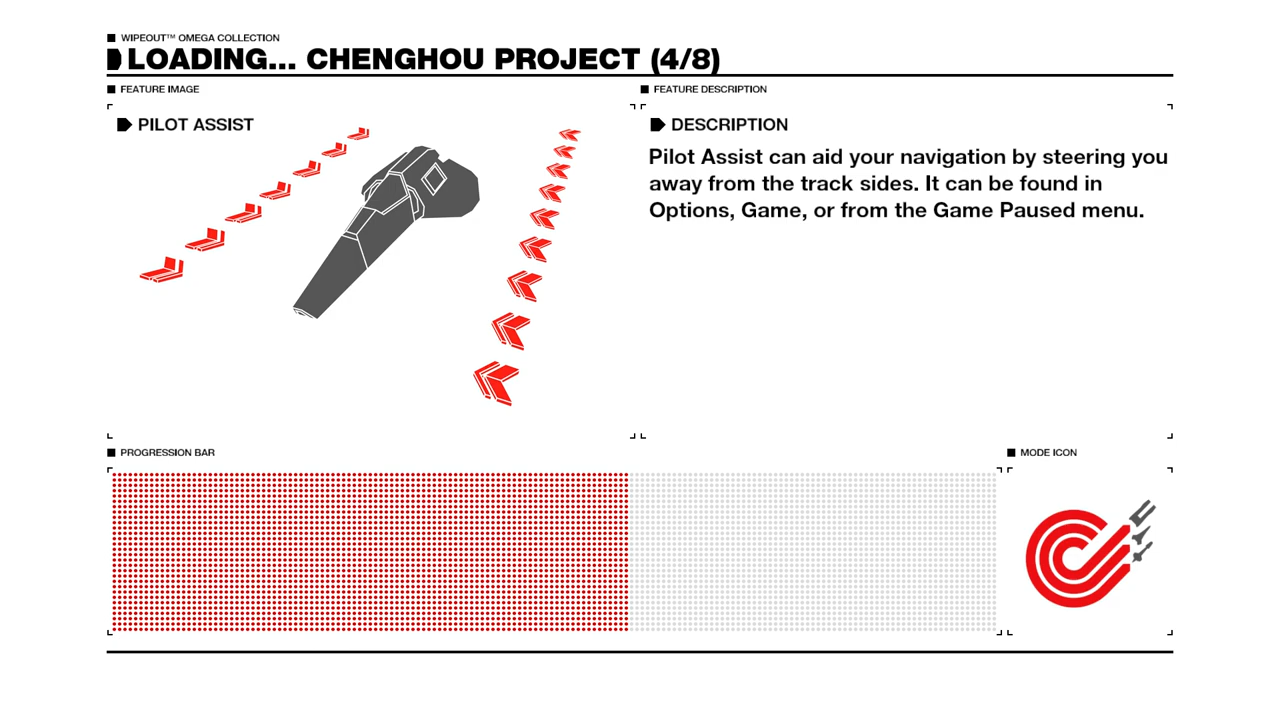 WIPEOUT™ OMEGA COLLECTION
LOADING... CHENGHOU PROJECT (4/8)
FEATURE IMAGE
PILOT ASSIST
FEATURE DESCRIPTION
DESCRIPTION
Pilot Assist can aid your navigation by steering you
away from the track sides. It can be found in
Options, Game, or from the Game Paused menu.
PROGRESSION BAR
MODE ICON